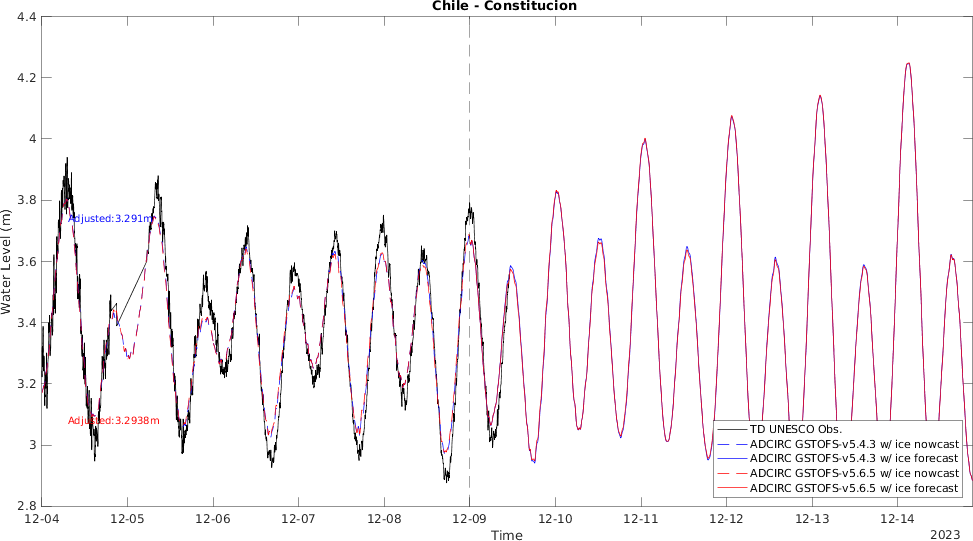 Chile - Constitucion
4.4
4.2
4
3.8
3.6
3.4
3.2
3
2.8
Water Level (m)
Adjusted:3.291m
Adjusted:3.2938m
TD UNESCO Obs.
ADCIRC GSTOFS-v5.4.3 w/ ice nowcast
ADCIRC GSTOFS-v5.4.3 w/ ice forecast
ADCIRC GSTOFS-v5.6.5 w/ ice nowcast
ADCIRC GSTOFS-v5.6.5 w/ ice forecast
12-04 12-05 12-06 12-07 12-08 12-09 12-10 12-11 12-12 12-13 12-14
Time
2023